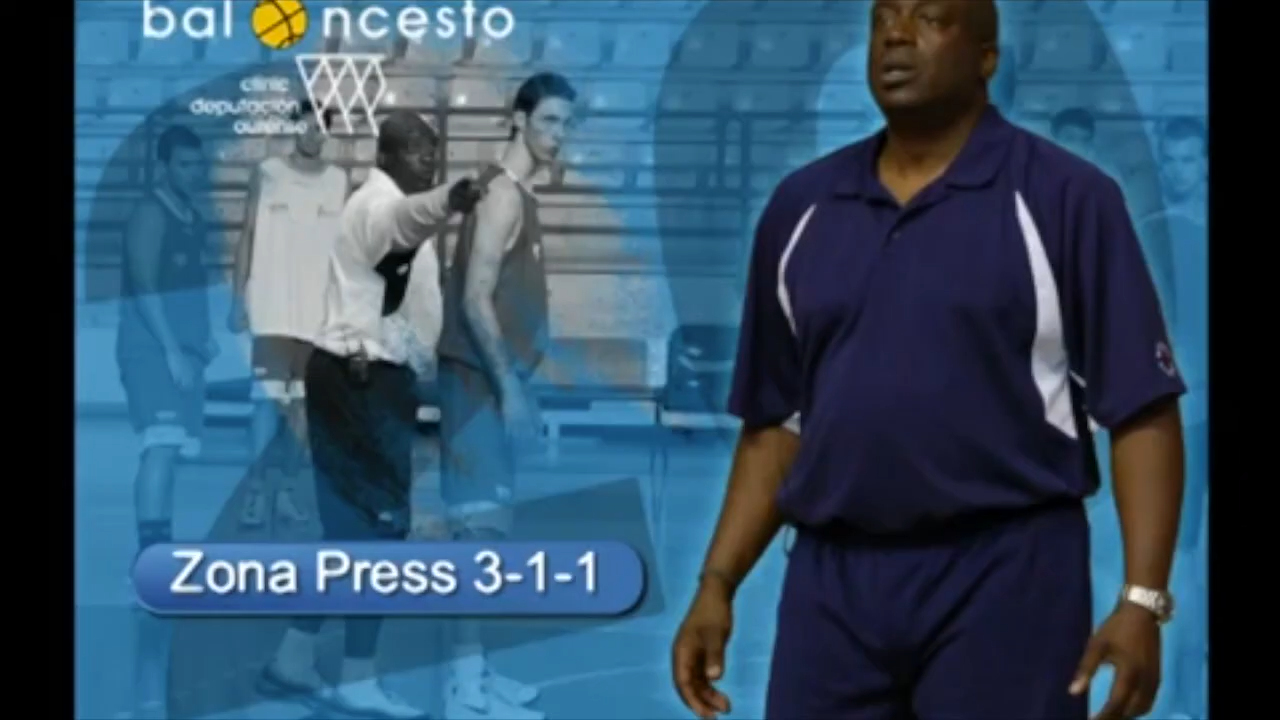 baloncesto
clinic
deputación
ourense
Zona Press 3-1-1